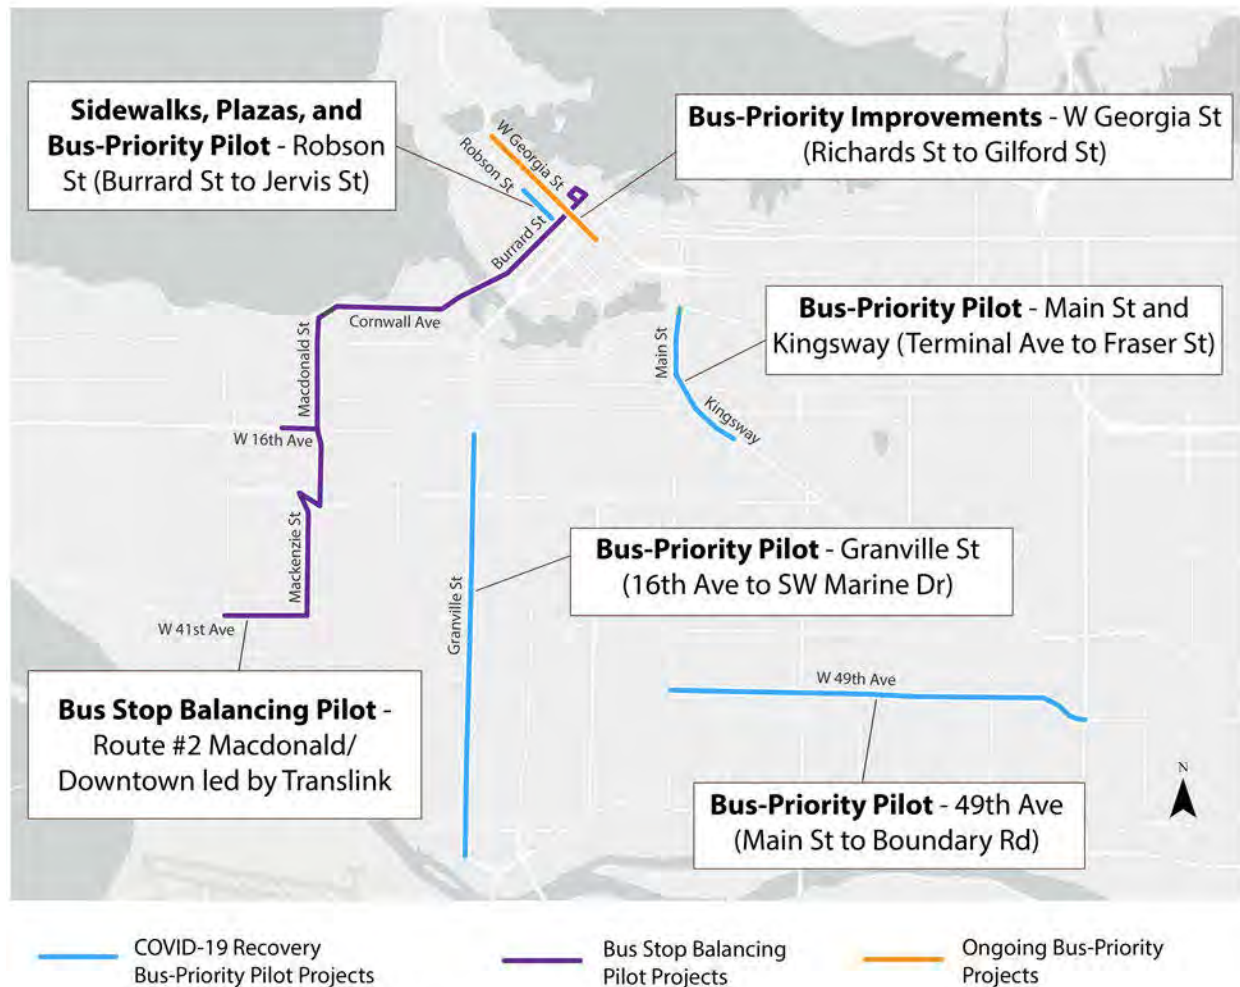 Sidewalks, Plazas, and
Bus-Priority Pilot - Robson
St (Burrard St to Jervis St)
Bus-Priority Improvements - W Georgia St
(Richards St to Gilford St)
W Georgia St
Robson St
Burrard St
Cornwall Ave
Macdonald St
W 16th Ave
Mackenzie St
W 41st Ave
Bus-Priority Pilot - Main St and
Kingsway (Terminal Ave to Fraser St)
Main St
Kingsway
Bus-Priority Pilot - Granville St
(16th Ave to SW Marine Dr)
Granville St
Bus Stop Balancing Pilot -
Route #2 Macdonald/
Downtown led by Translink
W 49th Ave
Bus-Priority Pilot - 49th Ave
(Main St to Boundary Rd)
N
COVID-19 Recovery
Bus-Priority Pilot Projects
Bus Stop Balancing
Pilot Projects
Ongoing Bus-Priority
Projects